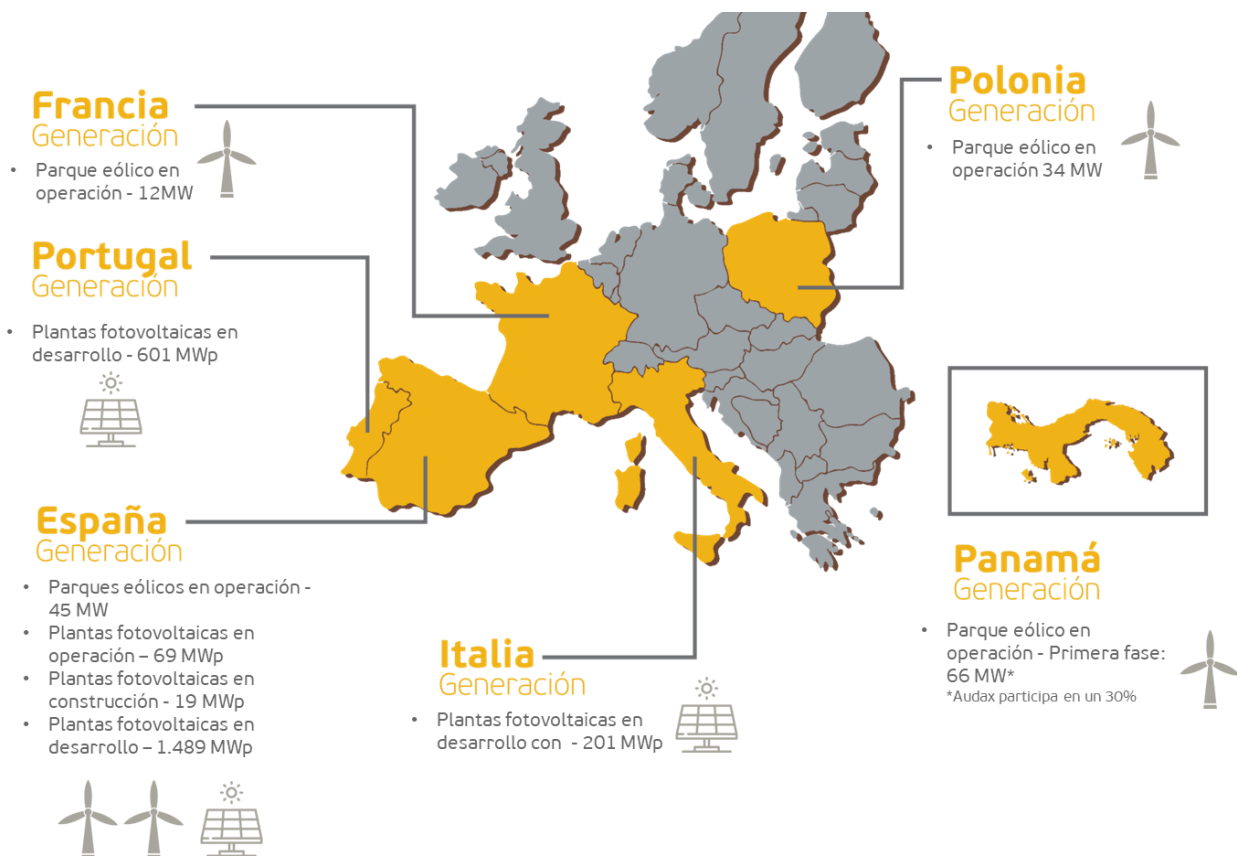 Francia
Generación
• Parque eólico en
operación - 12MW
Portugal
Generación
• Plantas fotovoltaicas en
desarrollo - 601 MWp
España
Generación
• Parques eólicos en operación -
45 MW
• Plantas fotovoltaicas en
operación – 69 MWp
• Plantas fotovoltaicas en
construcción - 19 MWp
• Plantas fotovoltaicas en
desarrollo – 1.489 MWp
Italia
Generación
• Plantas fotovoltaicas en
desarrollo con - 201 MWp
Polonia
Generación
• Parque eólico en
operación 34 MW
Panamá
Generación
• Parque eólico en
operación - Primera fase:
66 MW*
*Audax participa en un 30%